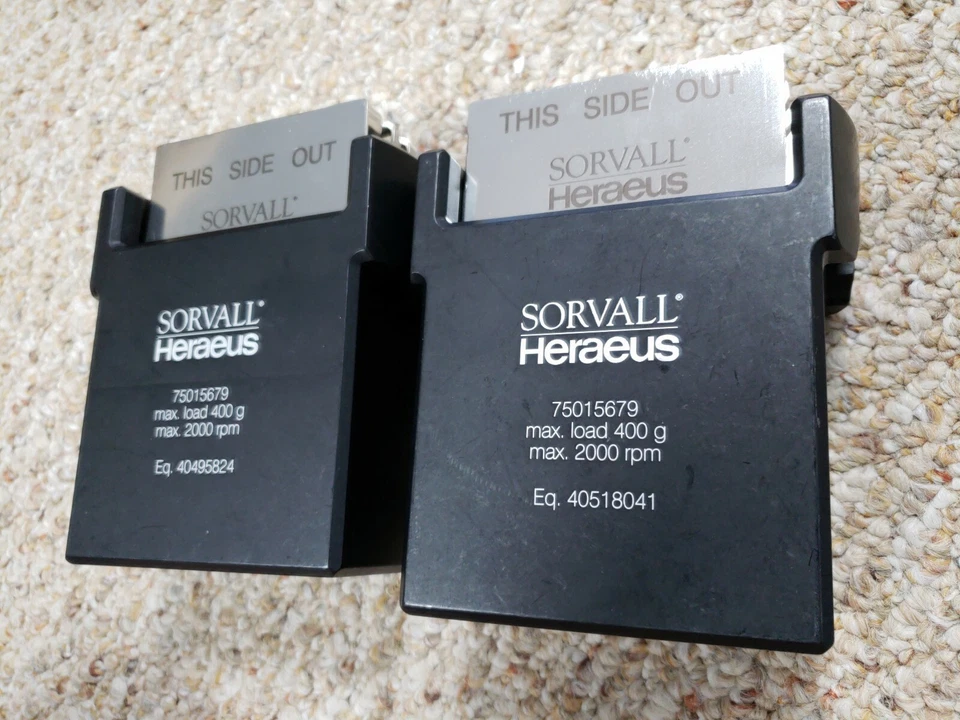 THIS SIDE OUT
SORVALL®
SORVALL®
Heraeus
75015679
max. load 400 g
max. 2000 rpm
Eq. 40495824
THIS SIDE OUT
SORVALL®
Heraeus
SORVALL®
Heraeus
75015679
max. load 400 g
max. 2000 rpm
Eq. 40518041